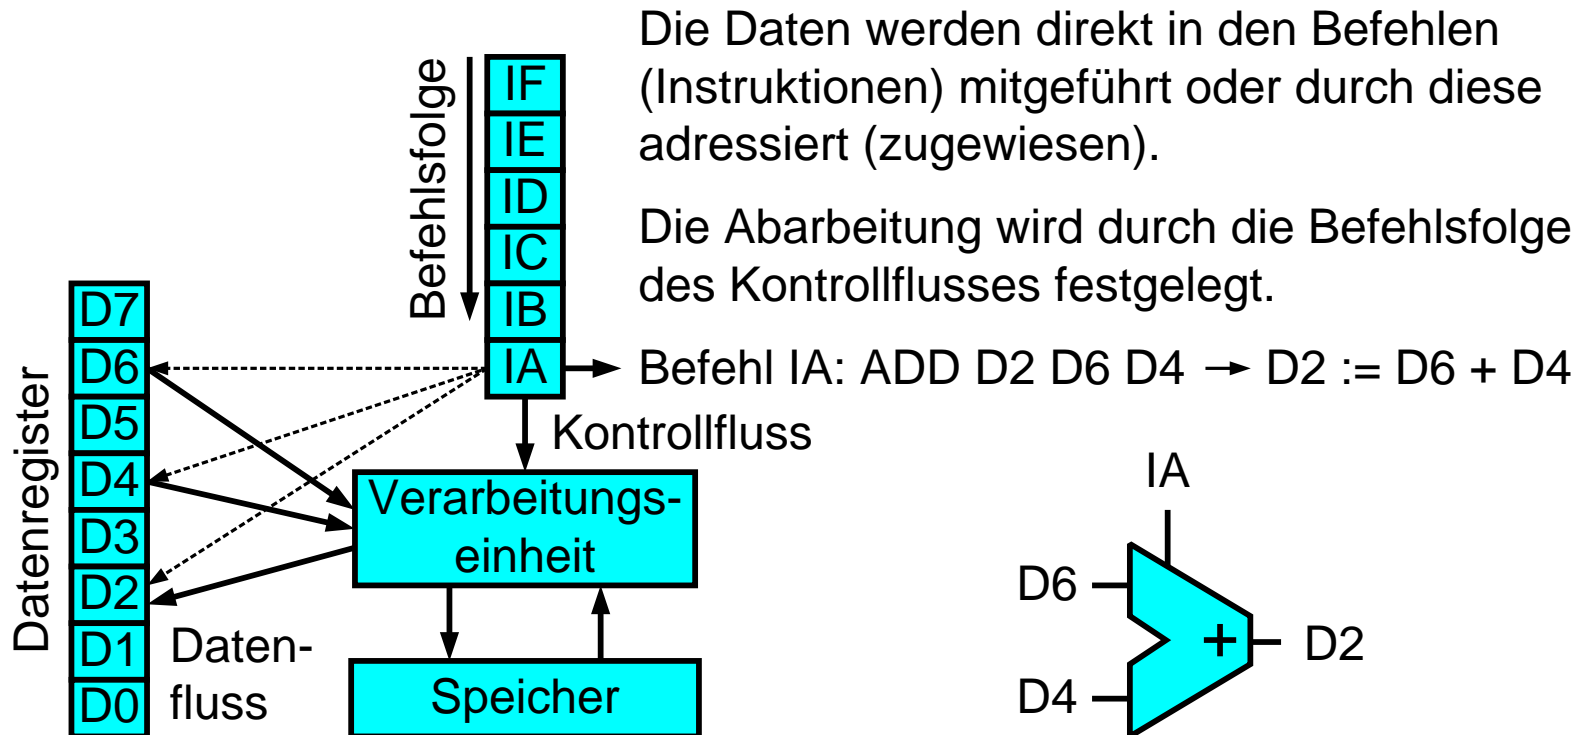 Die Daten werden direkt in den Befehlen
(Instruktionen) mitgeführt oder durch diese
adressiert (zugewiesen).
Die Abarbeitung wird durch die Befehlsfolge
des Kontrollflusses festgelegt.
Befehlsfolge
IF
IE
ID
IC
IB
IA
Befehl IA: ADD D2 D6 D4 → D2 := D6 + D4
Kontrollfluss
Datenregister
D7
D6
D5
D4
D3
D2
D1
D0
Daten-
fluss
Verarbeitungs-
einheit
Speicher
IA
D6
+
D2
D4